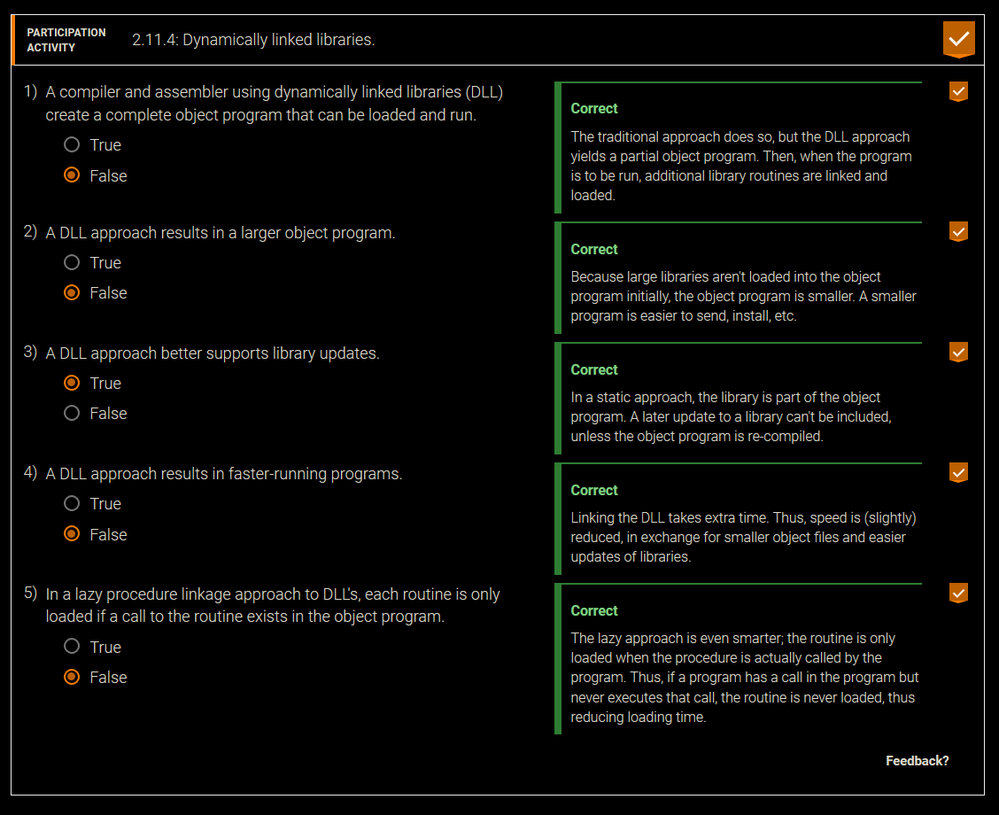 PARTICIPATION
ACTIVITY
2.11.4: Dynamically linked libraries.
1) A compiler and assembler using dynamically linked libraries (DLL)
create a complete object program that can be loaded and run.
True
False
Correct
The traditional approach does so, but the DLL approach
yields a partial object program. Then, when the program
is to be run, additional library routines are linked and
loaded.
2) A DLL approach results in a larger object program.
True
False
Correct
Because large libraries aren't loaded into the object
program initially, the object program is smaller. A smaller
program is easier to send, install, etc.
3) A DLL approach better supports library updates.
True
False
Correct
In a static approach, the library is part of the object
program. A later update to a library can't be included,
unless the object program is re-compiled.
4) A DLL approach results in faster-running programs.
True
False
Correct
Linking the DLL takes extra time. Thus, speed is (slightly)
reduced, in exchange for smaller object files and easier
updates of libraries.
5) In a lazy procedure linkage approach to DLL's, each routine is only
loaded if a call to the routine exists in the object program.
True
False
Correct
The lazy approach is even smarter; the routine is only
loaded when the procedure is actually called by the
program. Thus, if a program has a call in the program but
never executes that call, the routine is never loaded, thus
reducing loading time.
Feedback?